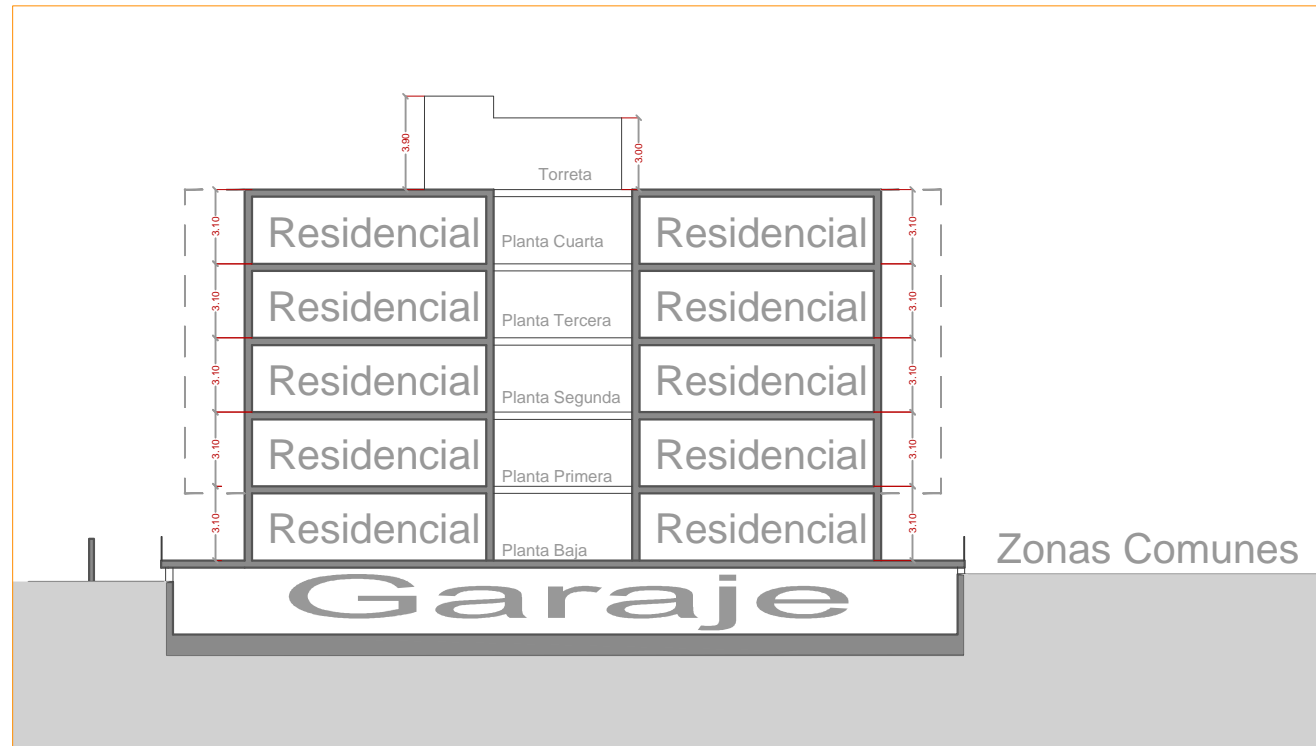 3.90
3.00
Torreta
3.10
Residencial
Planta Cuarta
Residencial
3.10
3.10
Residencial
Planta Tercera
Residencial
3.10
3.10
Residencial
Planta Segunda
Residencial
3.10
3.10
Residencial
Planta Primera
Residencial
3.10
3.10
Residencial
Planta Baja
Residencial
3.10
Zonas Comunes
Garaje